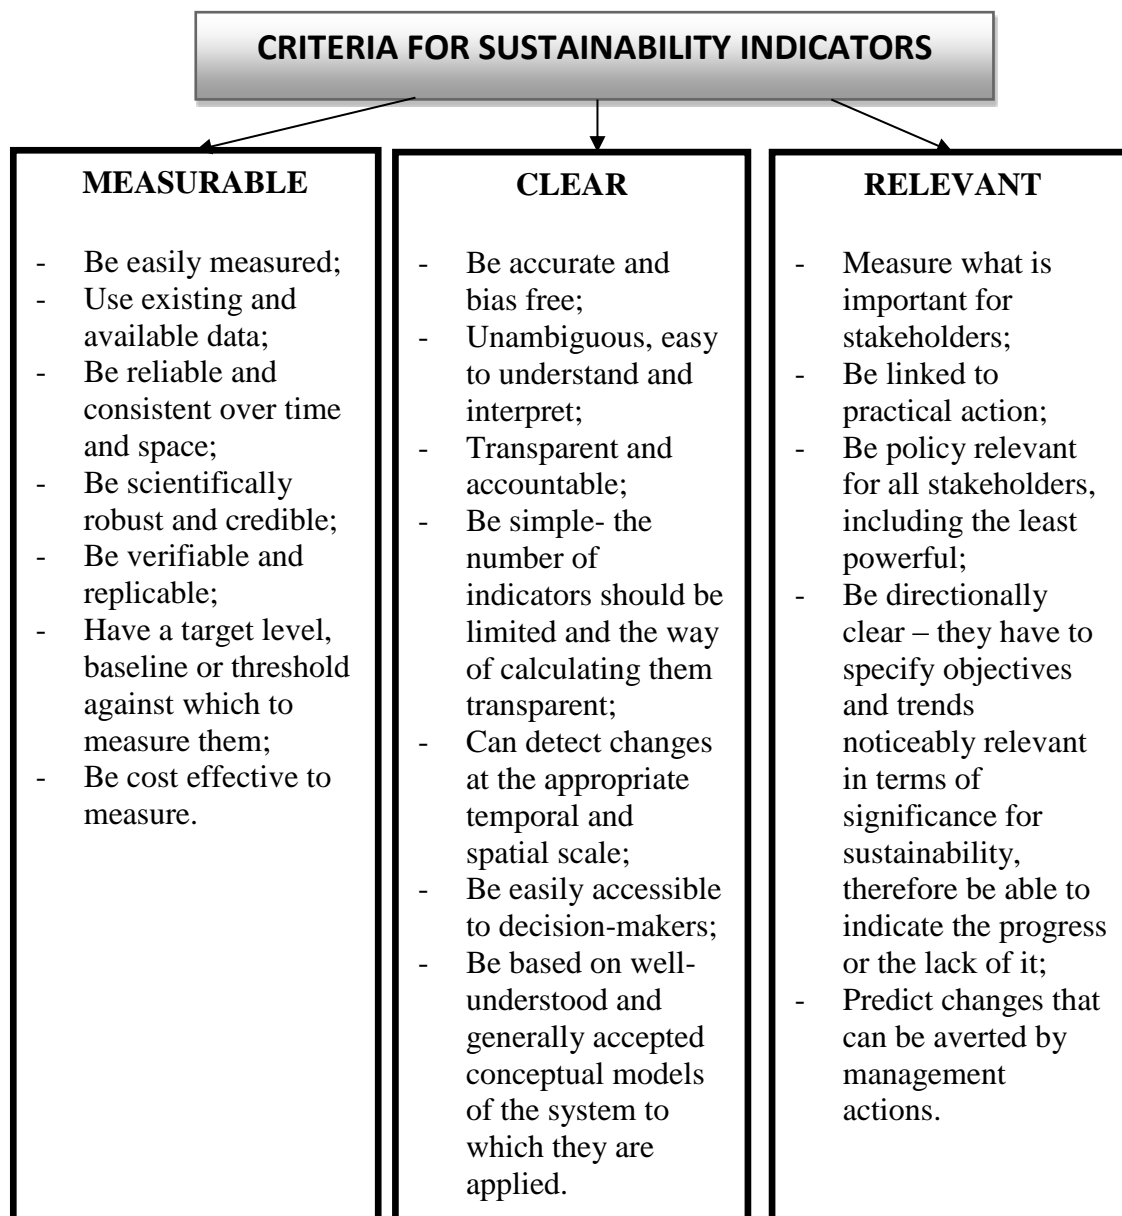 CRITERIA FOR SUSTAINABILITY INDICATORS
MEASURABLE
- Be easily measured;
- Use existing and
available data;
- Be reliable and
consistent over time
and space;
- Be scientifically
robust and credible;
- Be verifiable and
replicable;
- Have a target level,
baseline or threshold
against which to
measure them;
- Be cost effective to
measure.
CLEAR
- Be accurate and
bias free;
- Unambiguous, easy
to understand and
interpret;
- Transparent and
accountable;
- Be simple- the
number of
indicators should be
limited and the way
of calculating them
transparent;
- Can detect changes
at the appropriate
temporal and
spatial scale;
- Be easily accessible
to decision-makers;
- Be based on well-
understood and
generally accepted
conceptual models
of the system to
which they are
applied.
RELEVANT
- Measure what is
important for
stakeholders;
- Be linked to
practical action;
- Be policy relevant
for all stakeholders,
including the least
powerful;
- Be directionally
clear – they have to
specify objectives
and trends
noticeably relevant
in terms of
significance for
sustainability,
therefore be able to
indicate the progress
or the lack of it;
- Predict changes that
can be averted by
management
actions.